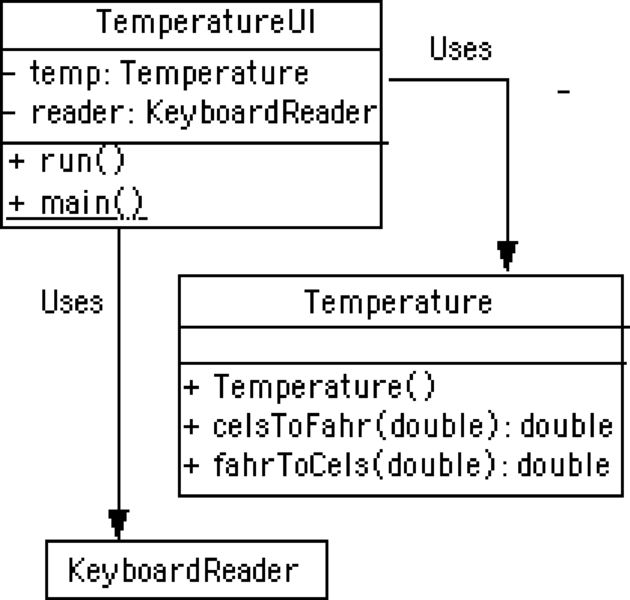 TemperatureUI
- temp: Temperature
- reader: KeyboardReader
+ run()
+ main()
Uses
-
Uses
Temperature
+ Temperature()
+ celsToFahr(double): double
+ fahrToCels(double): double
KeyboardReader